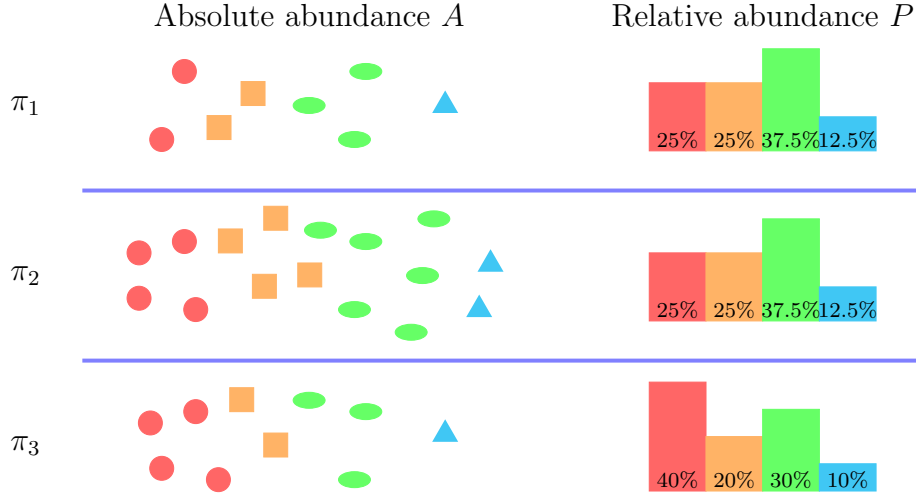 Absolute abundance A Relative abundance P
π1
25% 25% 37.5% 12.5%
π2
25% 25% 37.5% 12.5%
π3
40% 20% 30% 10%